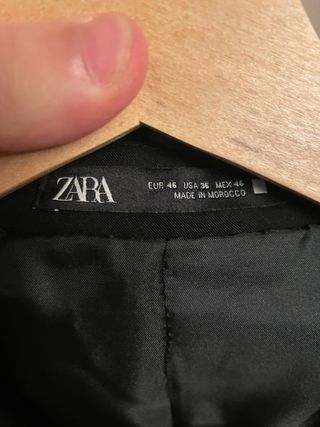 ZARA
EUR 46 USA 36 MEX 46
MADE IN MOROCCO